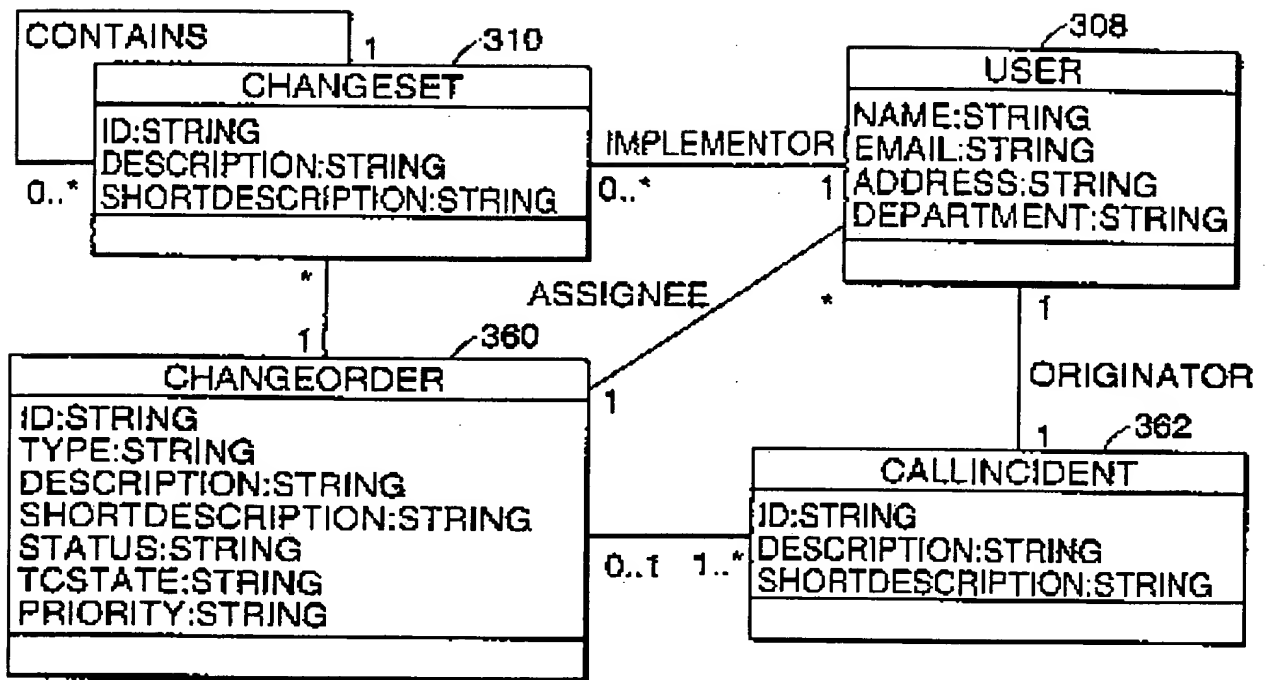 CONTAINS
1
310
CHANGESET
ID:STRING
DESCRIPTION:STRING
SHORTDESCRIPTION:STRING
0..*
IMPLEMENTOR
0..*
1
308
USER
NAME:STRING
EMAIL:STRING
ADDRESS:STRING
DEPARTMENT:STRING
*
1
ASSIGNEE
*
1
360
CHANGEORDER
ID:STRING
TYPE:STRING
DESCRIPTION:STRING
SHORTDESCRIPTION:STRING
STATUS:STRING
TCSTATE:STRING
PRIORITY:STRING
1
ORIGINATOR
1
362
CALLINCIDENT
ID:STRING
DESCRIPTION:STRING
SHORTDESCRIPTION:STRING
0..1
1..*